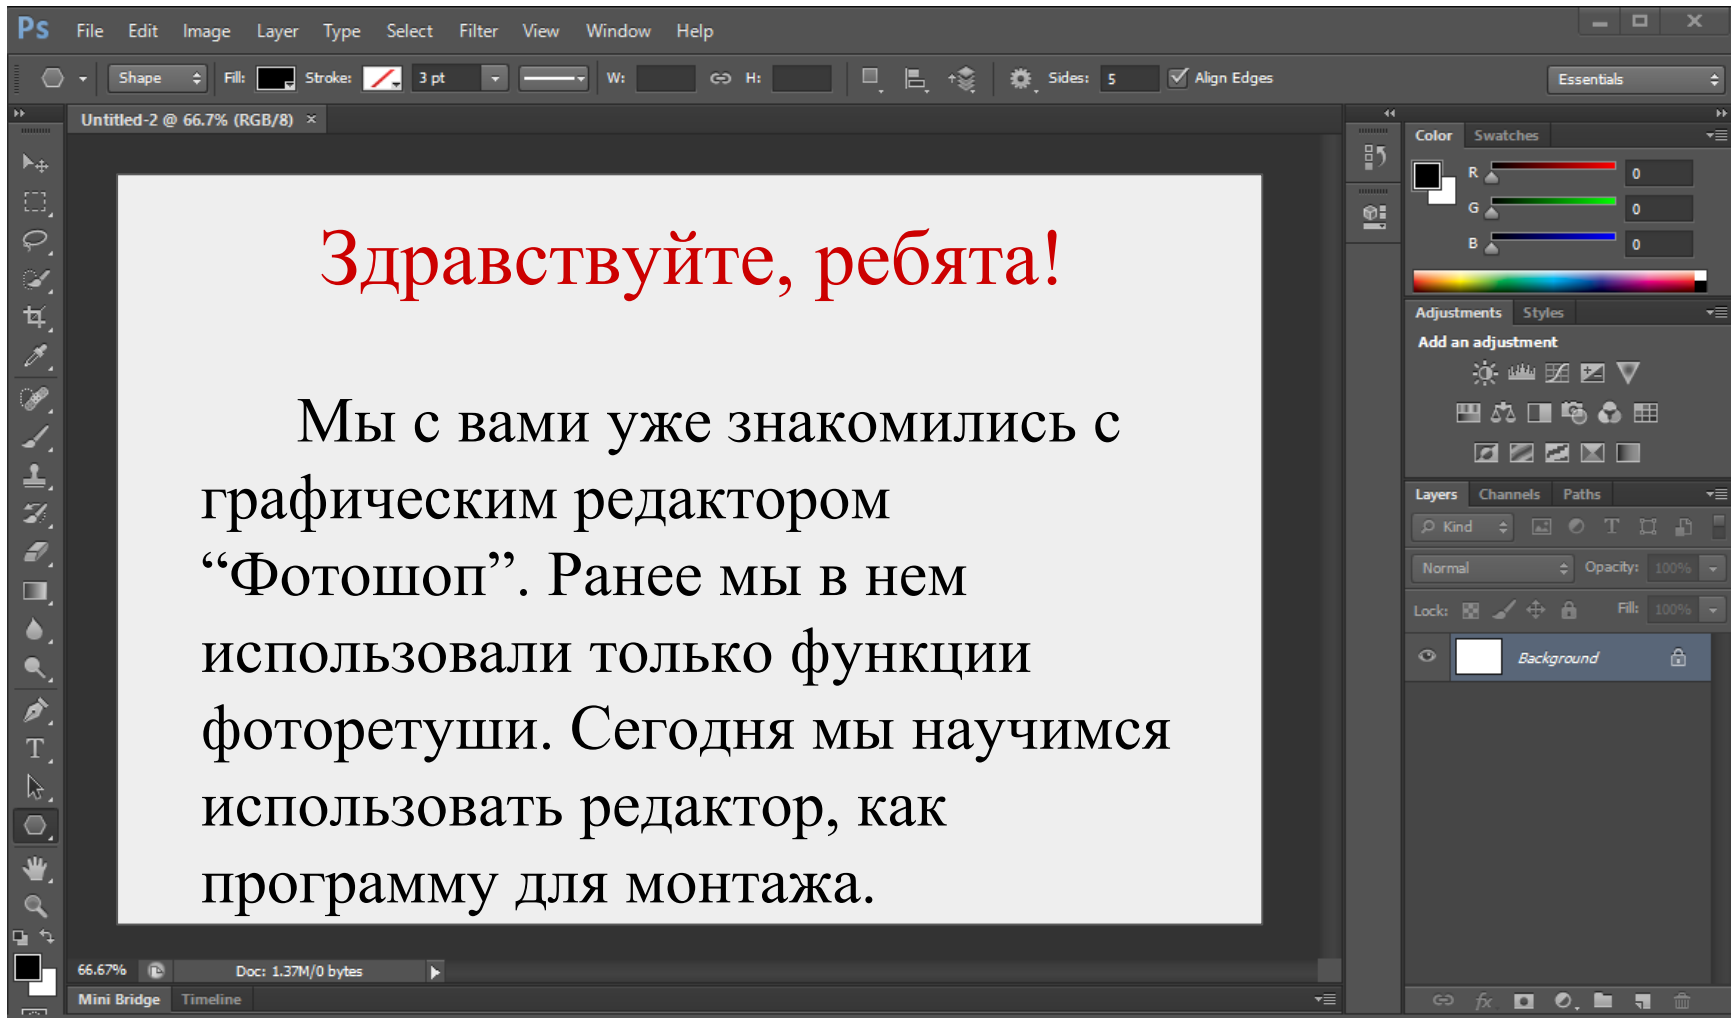 Ps File Edit Image Layer Type Select Filter View Window Help
Shape Fill: Stroke: 3 pt W: H: Sides: 5 Align Edges Essentials
Untitled-2 @ 66.7% (RGB/8) ×
Здравствуйте, ребята!
Мы с вами уже знакомились с
графическим редактором
“Фотошоп”. Ранее мы в нем
использовали только функции
фоторетуши. Сегодня мы научимся
использовать редактор, как
программу для монтажа.
66.67% Doc: 1.37M/0 bytes
Mini Bridge Timeline
Color Swatches
R 0
G 0
B 0
Adjustments Styles
Add an adjustment
Layers Channels Paths
Kind
Normal Opacity: 100%
Lock: Fill: 100%
Background
fx